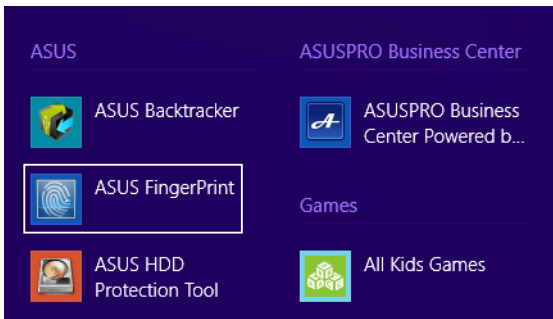 ASUS
ASUS Backtracker
ASUS FingerPrint
ASUS HDD
Protection Tool
ASUSPRO Business Center
ASUSPRO Business
Center Powered b...
Games
All Kids Games